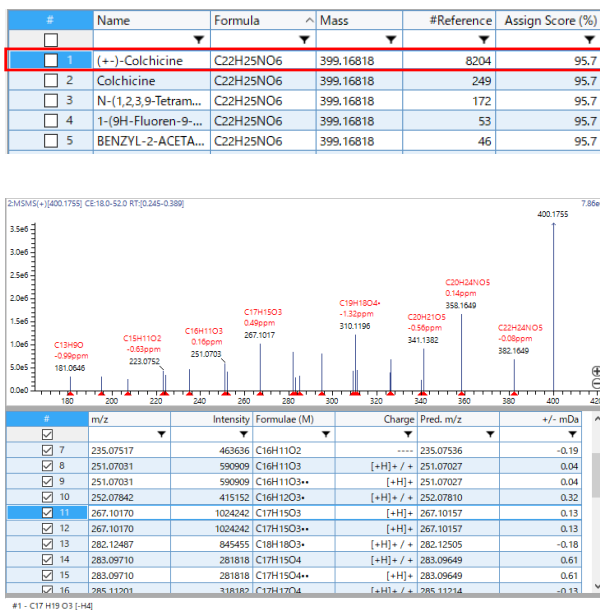 # Name Formula Mass #Reference Assign Score (%)
1 (+-)-Colchicine C22H25NO6 399.16818 8204 95.7
2 Colchicine C22H25NO6 399.16818 249 95.7
3 N-(1,2,3,9-Tetram... C22H25NO6 399.16818 172 95.7
4 1-(9H-Fluoren-9-... C22H25NO6 399.16818 53 95.7
5 BENZYL-2-ACETA... C22H25NO6 399.16818 46 95.7
2:MSMS(+)[400.1755] CE:18.0-52.0 RT:[0.245-0.389] 7.86e
400.1755
3.5e6
3.0e6
2.5e6
2.0e6
1.5e6
1.0e6
5.0e5
0.0e0
C13H9O
-0.99ppm
181.0646
C15H11O2
-0.63ppm
223.0752
C16H11O3
0.16ppm
251.0703
C17H15O3
0.49ppm
267.1017
C19H18O4•
-1.32ppm
310.1196
C20H21O5
-0.56ppm
341.1382
C20H24NO5
0.14ppm
358.1649
C22H24NO5
-0.08ppm
382.1649
180 200 220 240 260 280 300 320 340 360 380 400 420
# m/z Intensity Formulae (M) Charge Pred. m/z +/- mDa
7 235.07517 463636 C16H11O2 ---- 235.07536 -0.19
8 251.07031 590909 C16H11O3 [+H]+ / + 251.07027 0.04
9 251.07031 590909 C16H11O3•• [+H]+ 251.07027 0.04
10 252.07842 415152 C16H12O3• [+H]+ / + 252.07810 0.32
11 267.10170 1024242 C17H15O3 [+H]+ / + 267.10157 0.13
12 267.10170 1024242 C17H15O3•• [+H]+ 267.10157 0.13
13 282.12487 845455 C18H18O3• [+H]+ / + 282.12505 -0.18
14 283.09710 281818 C17H15O4 [+H]+ / + 283.09649 0.61
15 283.09710 281818 C17H15O4•• [+H]+ 283.09649 0.61
16 285.11201 318182 C17H17O4 [+H]+ / + 285.11214 -0.13
#1 - C17 H19 O3 [-H4]